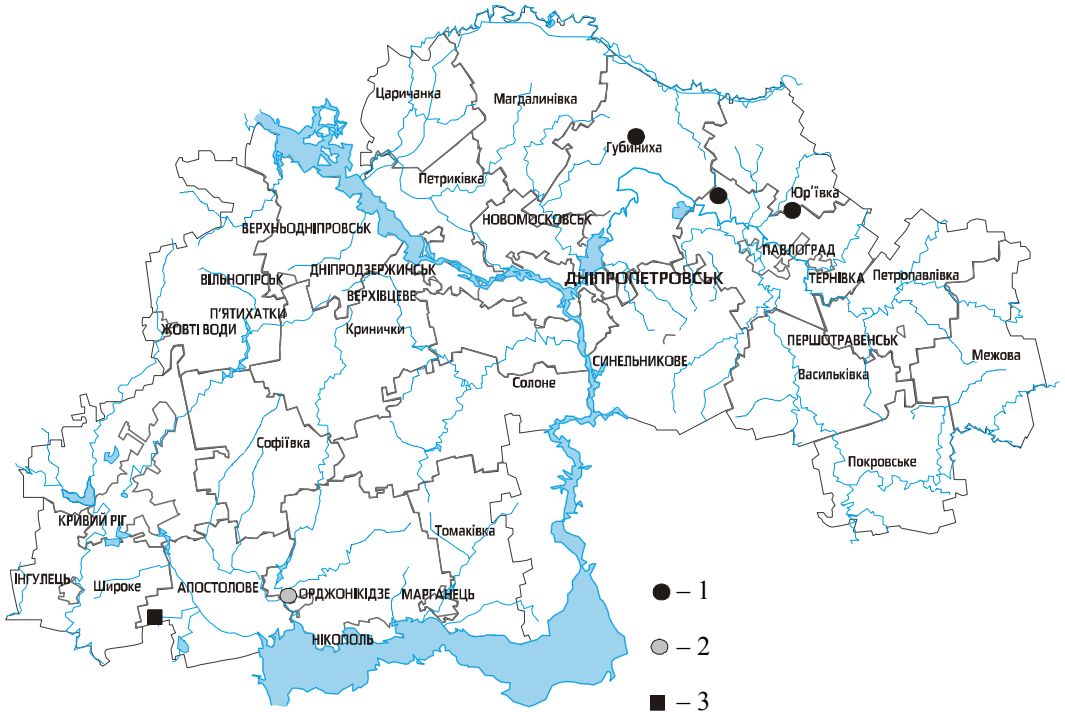 Царичанка
Магдалинівка
Губиниха
Петриківка
Юр'ївка
НОВОМОСКОВСЬК
ВЕРХНЬОДНІПРОВСЬК
ПАВЛОГРАД
ДНІПРОДЗЕРЖИНСЬК
ВІЛЬНОГІРСЬК
ДНІПРОПЕТРОВСЬК
ТЕРНІВКА
Петропавлівка
ВЕРХІВЦЕВЕ
П'ЯТИХАТКИ
ЖОВТІ ВОДИ
Кринички
ПЕРШОТРАВЕНСЬК
Межова
СИНЕЛЬНИКОВЕ
Васильківка
Солоне
Софіївка
Покровське
КРИВИЙ РІГ
Томаківка
ІНГУЛЕЦЬ
Широке
АПОСТОЛОВЕ
ОРДЖОНІКІДЗЕ
МАРГАНЕЦЬ
НІКОПОЛЬ
– 1
– 2
– 3